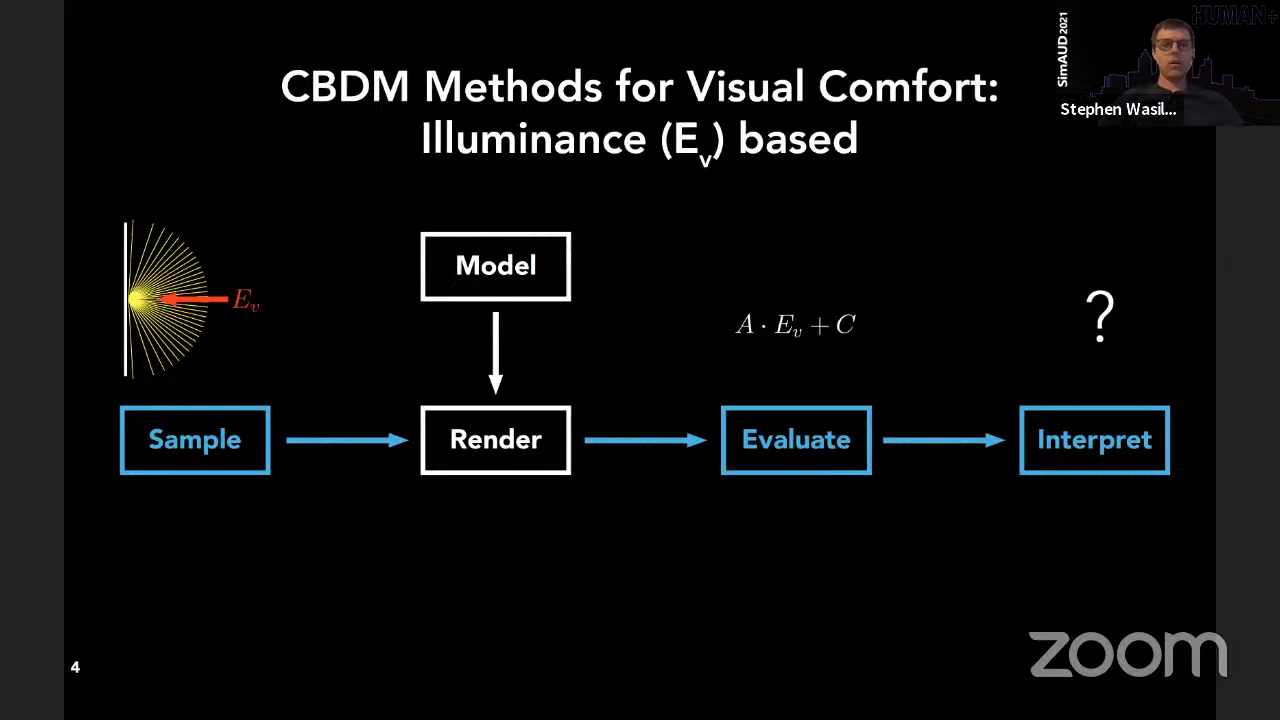 HUMAN+
SimAUD2021
Stephen Wasil...
CBDM Methods for Visual Comfort:
Illuminance (Ev) based
Ev
Model
A · Ev + C
?
Sample
Render
Evaluate
Interpret
4
zoom